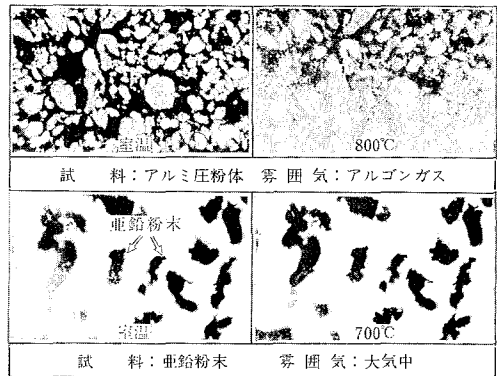 室温
800℃
試 料：アルミ圧粉体 雰 囲 気：アルゴンガス
亜鉛粉末
室温
700℃
試 料：亜鉛粉末 雰 囲 気：大気中